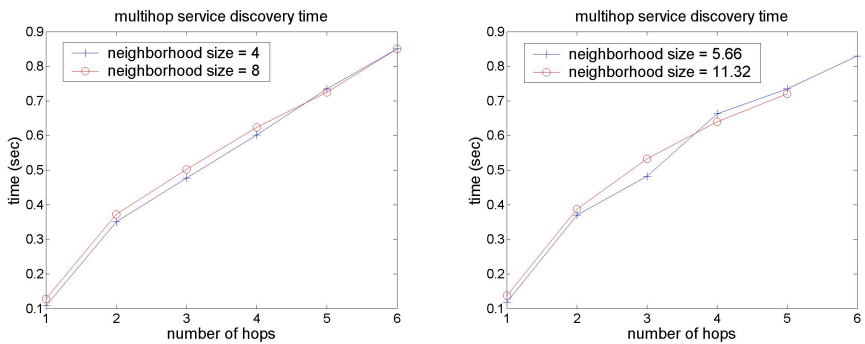 multihop service discovery time
0.9
0.8
0.7
0.6
0.5
0.4
0.3
0.2
0.1
time (sec)
neighborhood size = 4
neighborhood size = 8
1 2 3 4 5 6
number of hops
multihop service discovery time
0.9
0.8
0.7
0.6
0.5
0.4
0.3
0.2
0.1
time (sec)
neighborhood size = 5.66
neighborhood size = 11.32
1 2 3 4 5 6
number of hops